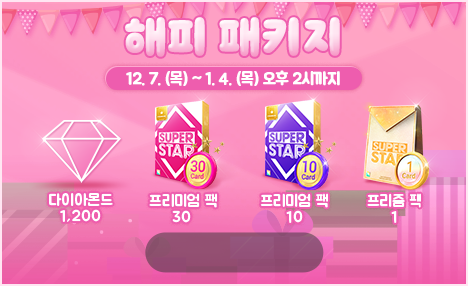 해피 패키지
12. 7. (목) ~ 1. 4. (목) 오후 2시까지
SUPER
STAR
30
Card
SUPER
STAR
10
Card
SUPER
STAR
1
Card
다이아몬드
1,200
프리미엄 팩
30
프리미엄 팩
10
프리즘 팩
1